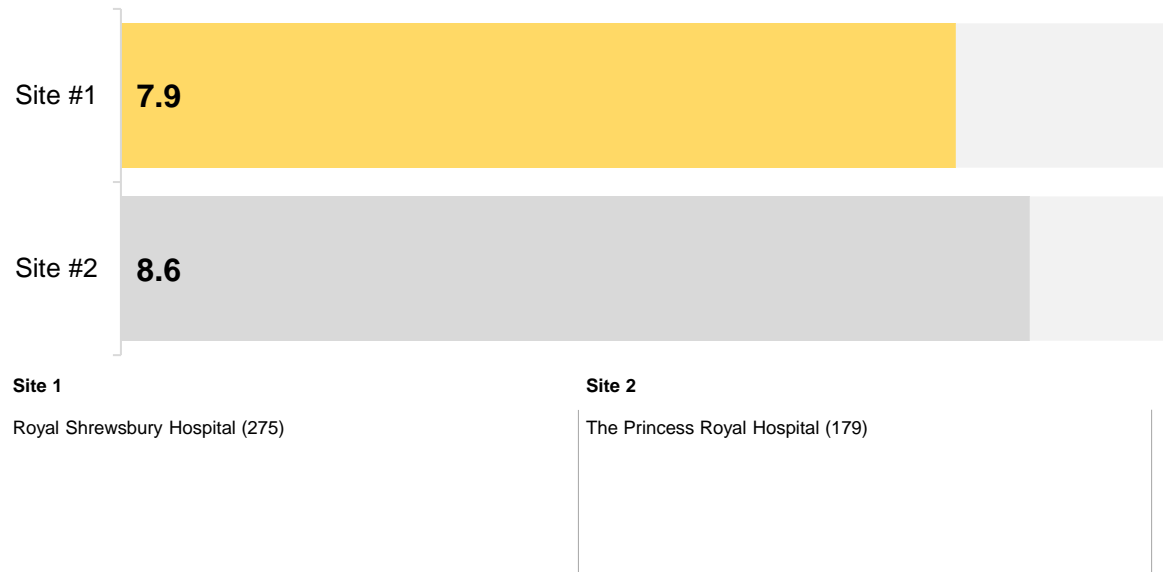 Site #1
7.9
Site #2
8.6
Site 1
Site 2
Royal Shrewsbury Hospital (275)
The Princess Royal Hospital (179)